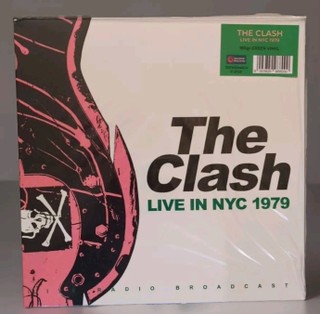 THE CLASH
LIVE IN NYC 1979
The
Clash
LIVE IN NYC 1979
RADIO BROADCAST